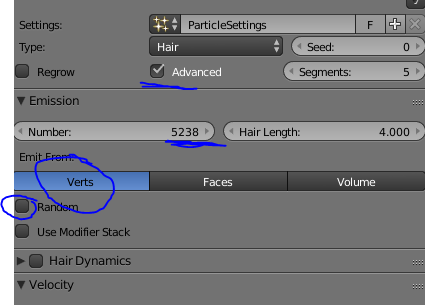 Settings: ParticleSettings F
Type: Hair Seed: 0
Regrow Advanced Segments: 5
Emission
Number: 5238 Hair Length: 4.000
Emit From:
Verts Faces Volume
Random
Use Modifier Stack
Hair Dynamics
Velocity